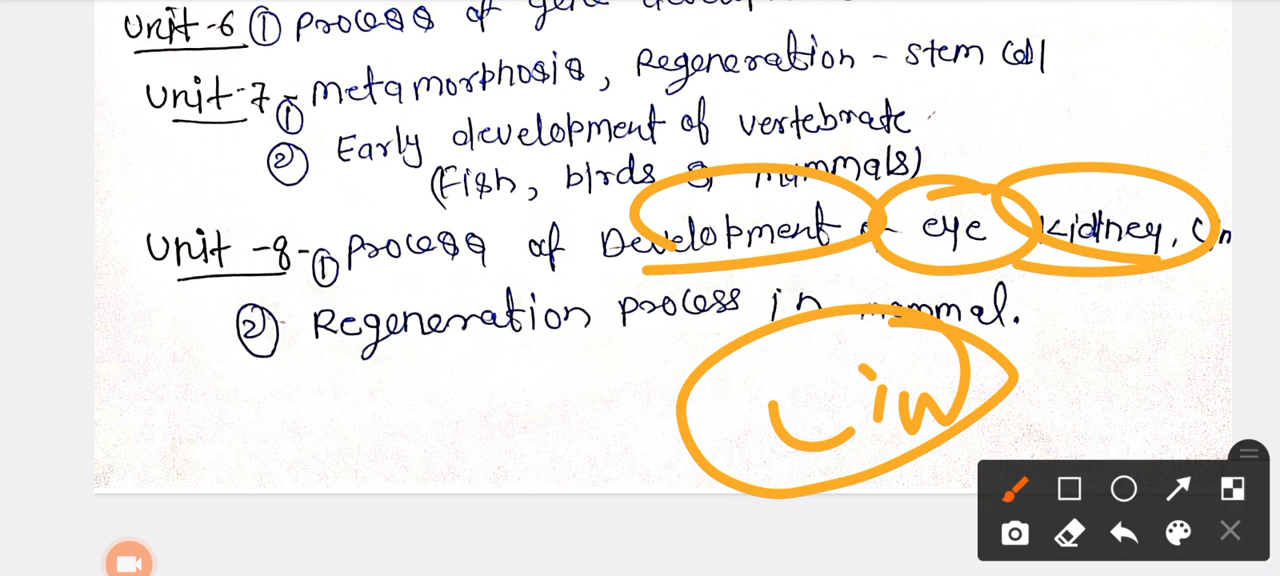 Unit-6 ① Process of gene
Unit-7 ① - Metamorphosis, Regeneration - stem cell
② Early development of vertebrate
(Fish, birds & mammals)
Unit -8-① Process of Development eye kidney,
② Regeneration process in mammal.